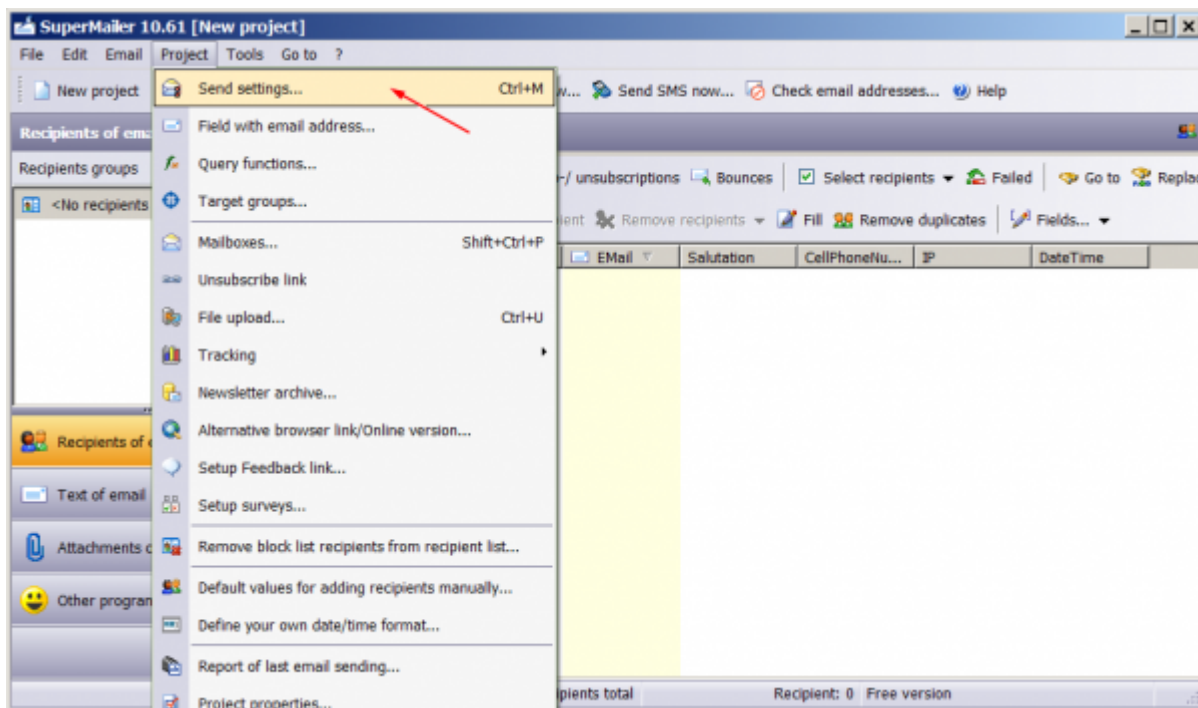 SuperMailer 10.61 [New project]
File Edit Email Project Tools Go to ?
New project
Send SMS now... Check email addresses... Help
Recipients of
Recipients groups
unsubscriptions Bounces Select recipients Failed Go to
<No recipients
Remove recipients Fill Remove duplicates Fields...
EMail Salutation CellPhoneNu... IP DateTime
Send settings... Ctrl+M
Field with email address...
Query functions...
Target groups...
Mailboxes... Shift+Ctrl+P
Unsubscribe link
File upload... Ctrl+U
Tracking
Newsletter archive...
Alternative browser link/Online version...
Setup Feedback link...
Setup surveys...
Remove block list recipients from recipient list...
Default values for adding recipients manually...
Define your own date/time format...
Report of last email sending...
Project properties...
Recipients of
Text of email
Attachments
Other
total
Recipient: 0 Free version